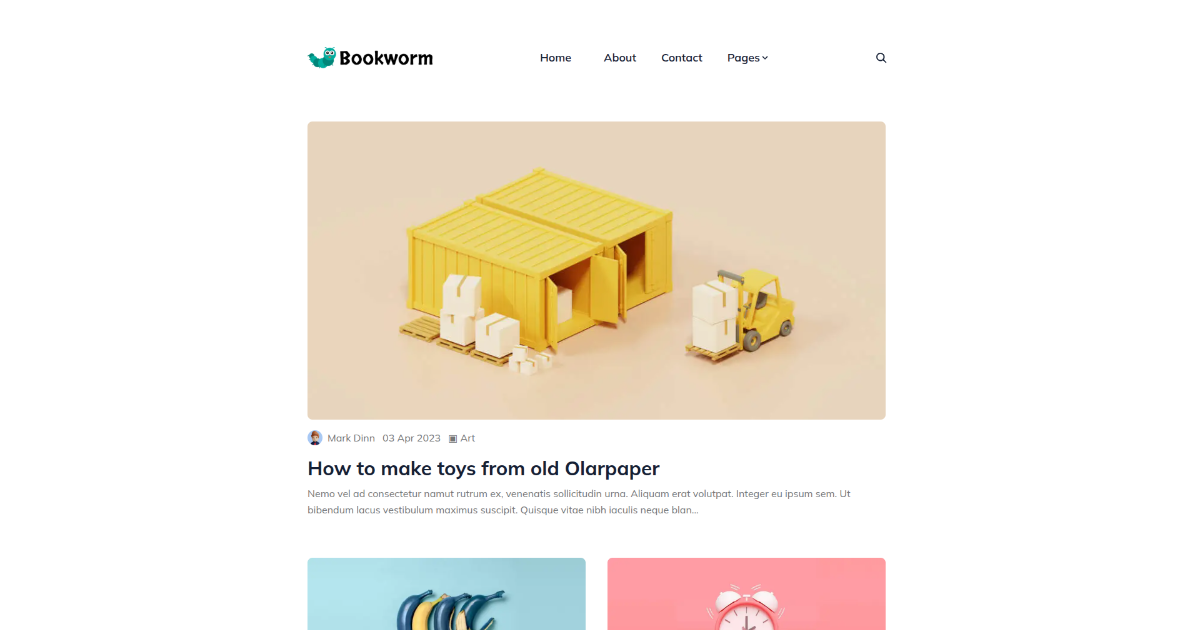 Bookworm
Home About Contact Pages
Mark Dinn 03 Apr 2023 Art
How to make toys from old Olarpaper
Nemo vel ad consectetur namut rutrum ex, venenatis sollicitudin urna. Aliquam erat volutpat. Integer eu ipsum sem. Ut
bibendum lacus vestibulum maximus suscipit. Quisque vitae nibh iaculis neque blan...